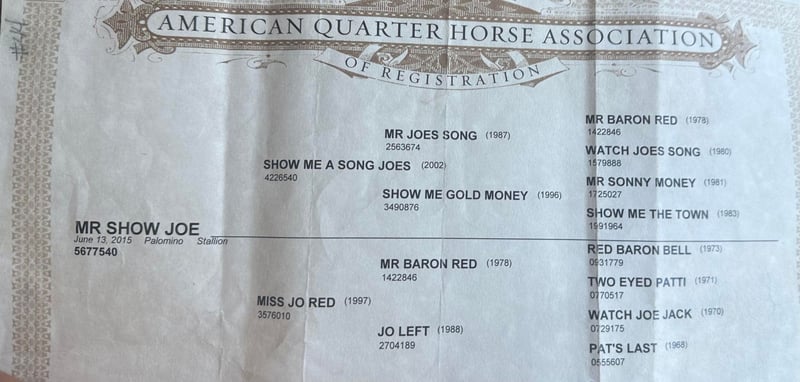 #44
AMERICAN QUARTER HORSE ASSOCIATION
OF REGISTRATION
MR BARON RED (1978)
1422846
MR JOES SONG (1987)
2563674
WATCH JOES SONG (1980)
1579888
SHOW ME A SONG JOES (2002)
4226540
MR SONNY MONEY (1981)
1725027
SHOW ME GOLD MONEY (1996)
3490876
SHOW ME THE TOWN (1983)
1991964
MR SHOW JOE
June 13, 2015 Palomino Stallion
5677540
RED BARON BELL (1973)
0931779
MR BARON RED (1978)
1422846
TWO EYED PATTI (1971)
0770517
MISS JO RED (1997)
3576010
WATCH JOE JACK (1970)
0729175
JO LEFT (1988)
2704189
PAT'S LAST (1968)
0555607